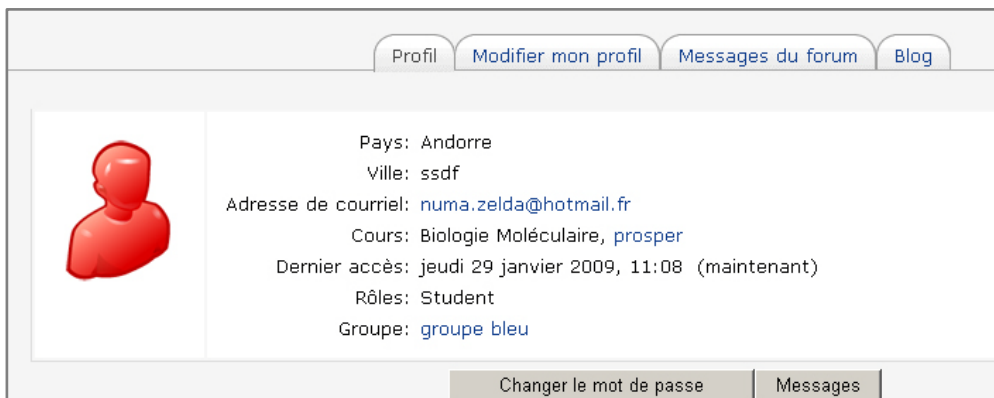 Profil Modifier mon profil Messages du forum Blog
Pays: Andorre
Ville: ssdf
Adresse de courriel: numa.zelda@hotmail.fr
Cours: Biologie Moléculaire, prosper
Dernier accès: jeudi 29 janvier 2009, 11:08 (maintenant)
Rôles: Student
Groupe: groupe bleu
Changer le mot de passe Messages